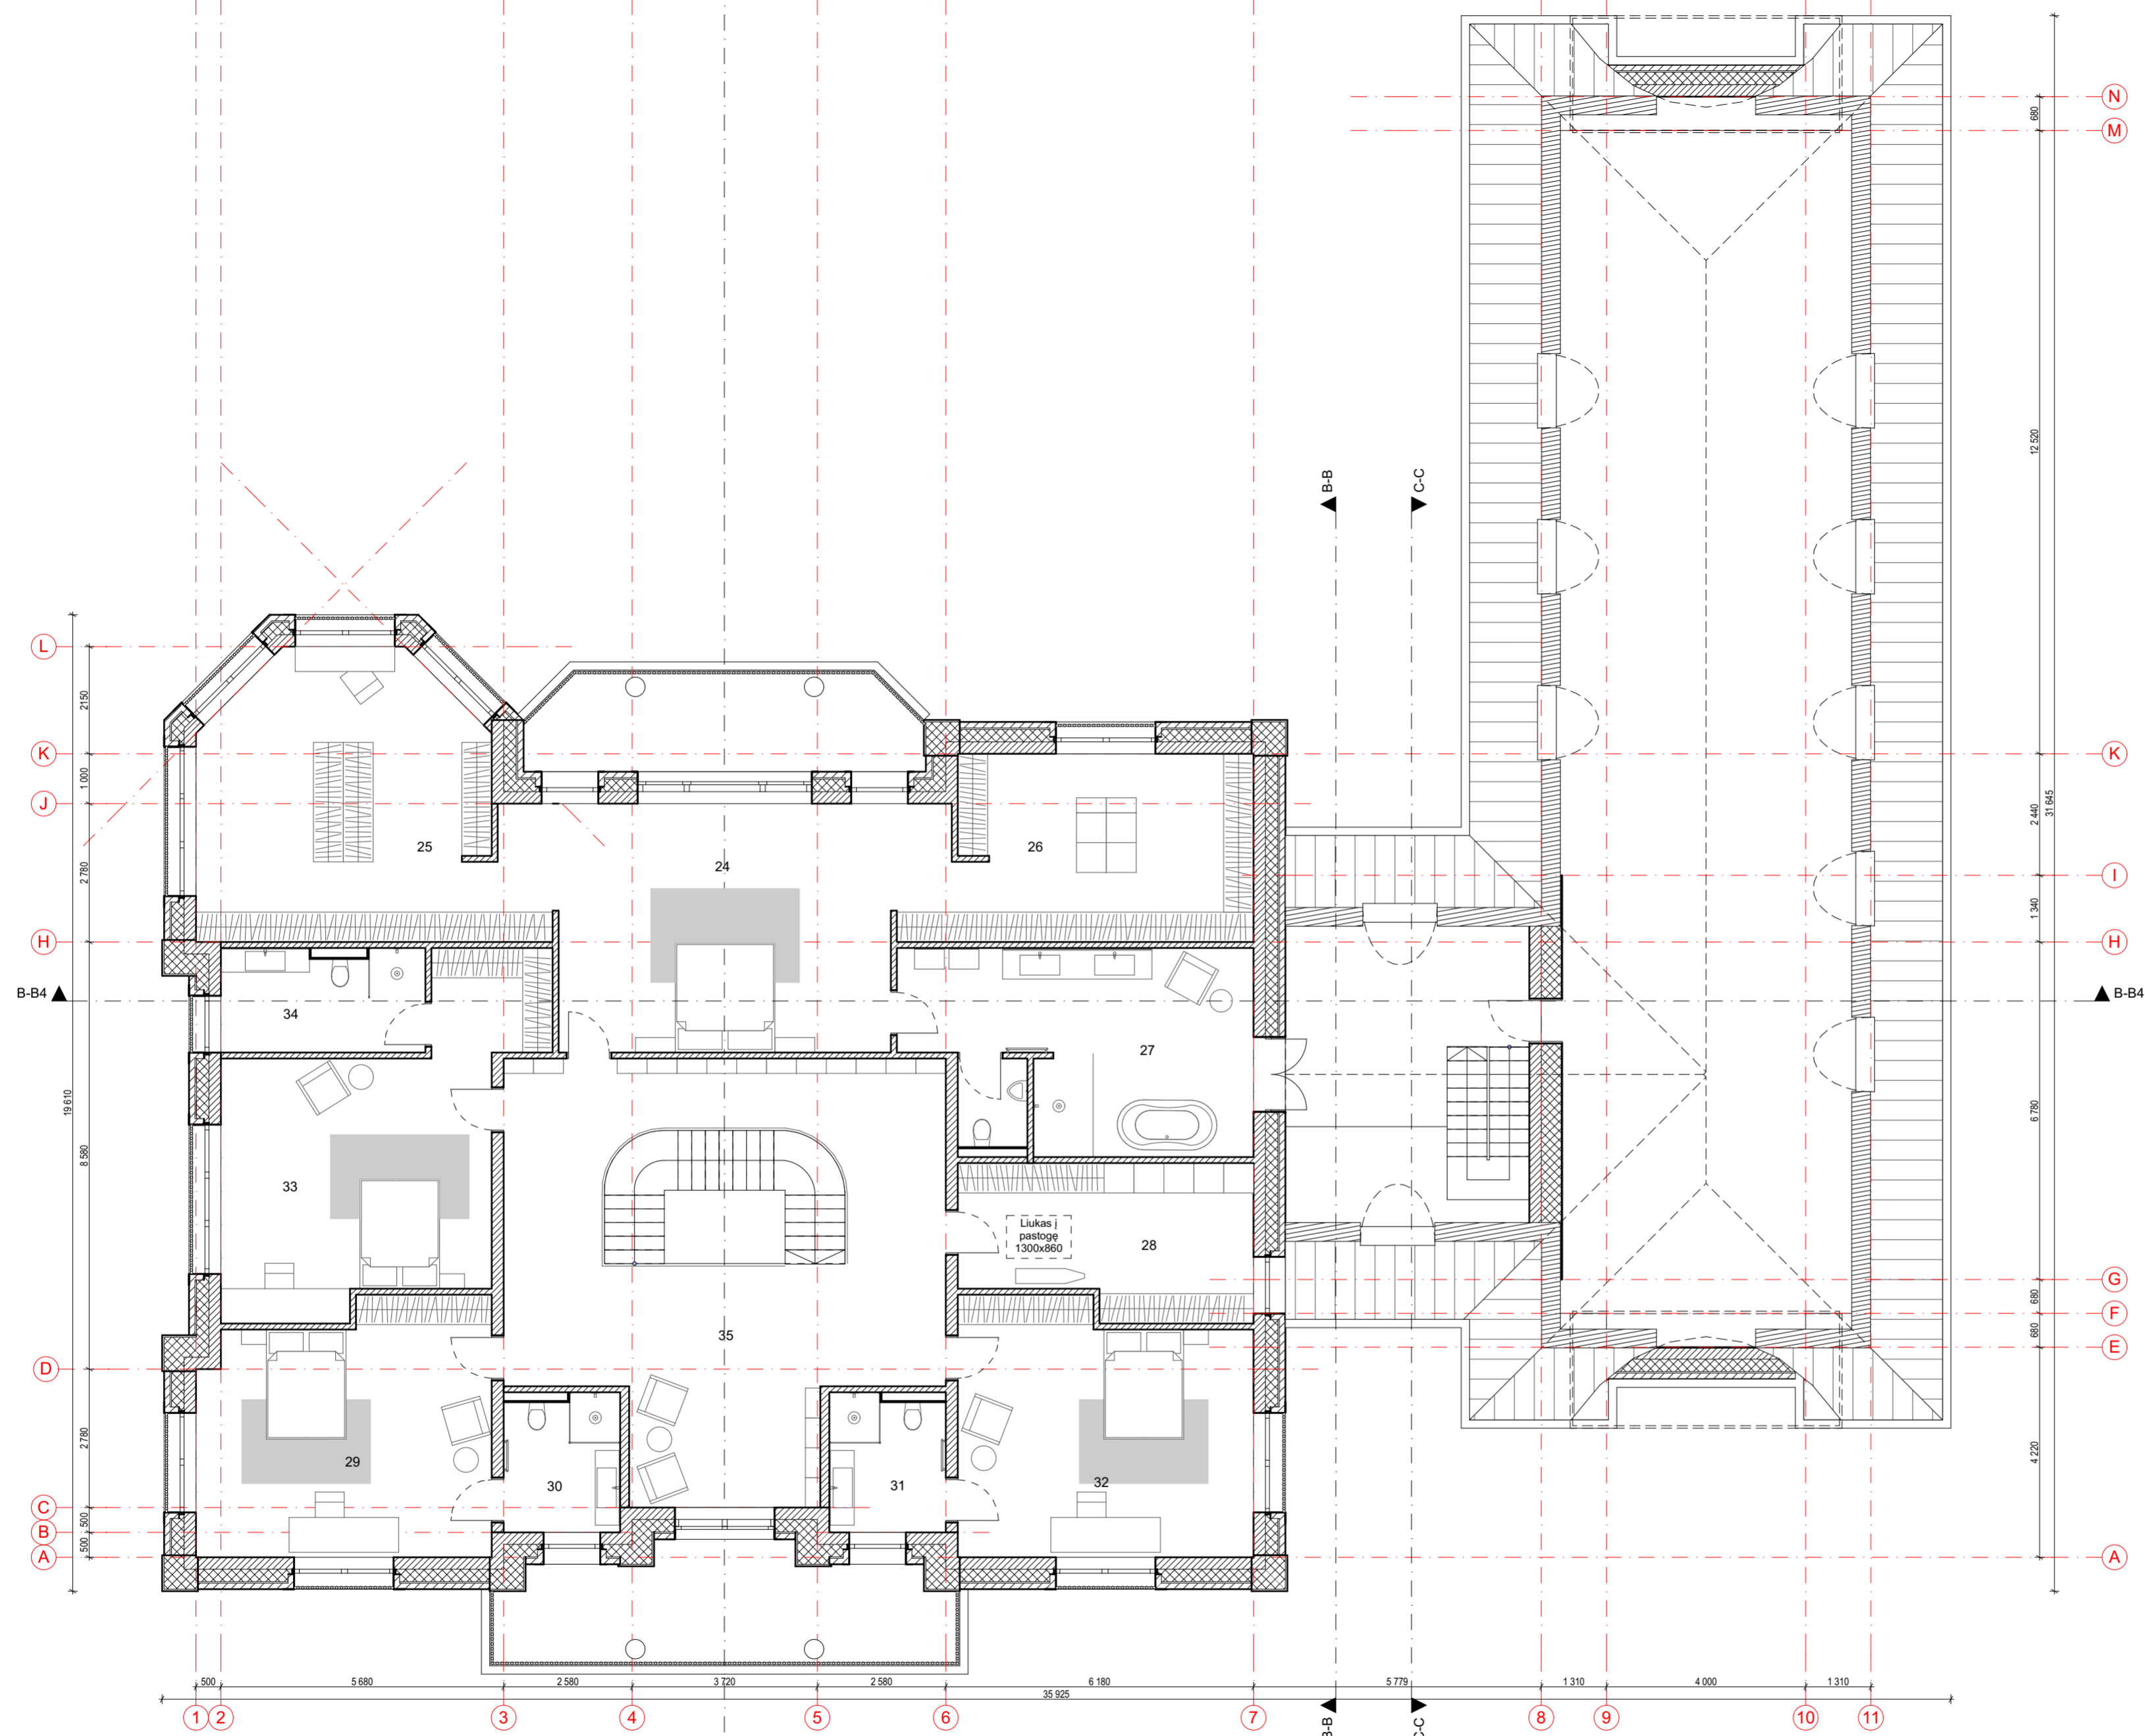 N
680
M
12 520
B-B
C-C
L
2150
K
K
1 000
J
2 440
31 645
25
26
24
2 780
I
1 340
H
H
B-B4
B-B4
34
27
6 780
19 610
8 580
33
Liukas į
pastogę
1300x860
28
G
680
F
35
680
E
D
2 780
29
4 220
30
31
32
C
500
B
500
A
A
500
5 680
2 580
3 720
2 580
6 180
5 779
1 310
4 000
1 310
35 925
1
2
3
4
5
6
7
B-B
C-C
8
9
10
11